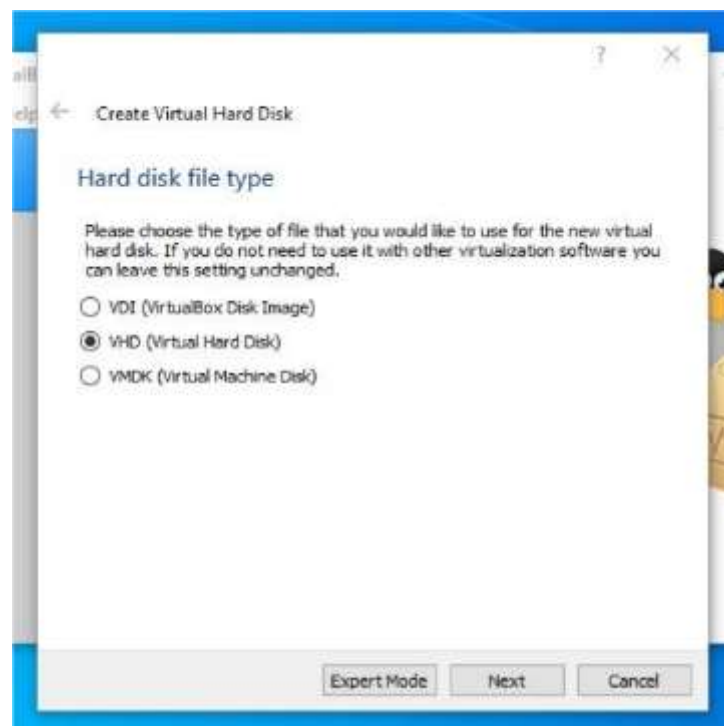 ?
Create Virtual Hard Disk
Hard disk file type
Please choose the type of file that you would like to use for the new virtual
hard disk. If you do not need to use it with other virtualization software you
can leave this setting unchanged.
VDI (VirtualBox Disk Image)
VHD (Virtual Hard Disk)
VMDK (Virtual Machine Disk)
Expert Mode Next Cancel